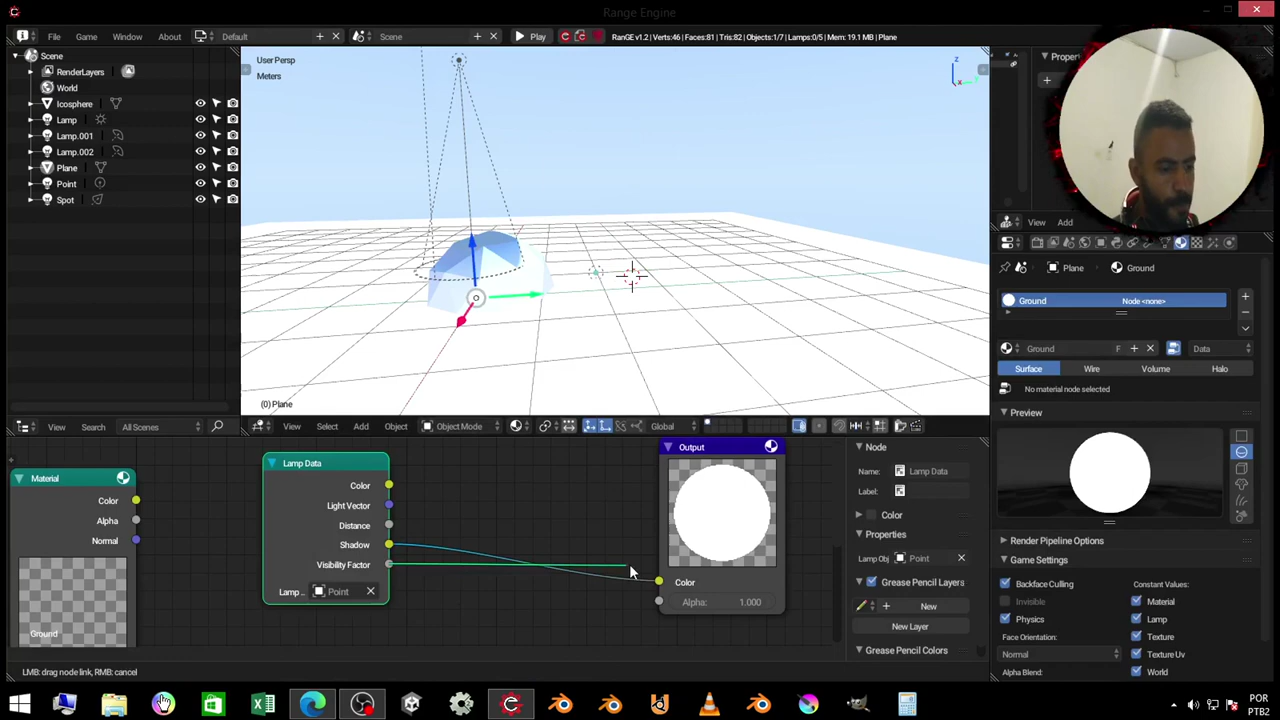 Range Engine
File Game Window About Default Scene Play RanGE v1.2 | Verts:46 | Faces:81 | Tris:82 | Objects:1/7 | Lamps:0/5 | Mem: 19.1 MB | Plane
Scene
RenderLayers
World
Icosphere
Lamp
Lamp.001
Lamp.002
Plane
Point
Spot
View Search All Scenes
User Persp
Meters
z
x
(0) Plane
View Select Add Object Object Mode Global
Material
Color
Alpha
Normal
Ground
Lamp Data
Color
Light Vector
Distance
Shadow
Visibility Factor
Lamp .. Point
Output
Color
Alpha: 1.000
Node
Name: Lamp Data
Label:
Color
Properties
Lamp Obj Point
Grease Pencil Layers
New
New Layer
Grease Pencil Colors
View Add
Plane Ground
Ground Node <none>
Ground F Data
Surface Wire Volume Halo
No material node selected
Preview
Render Pipeline Options
Game Settings
Backface Culling
Invisible
Physics
Face Orientation:
Normal
Alpha Blend:
Constant Values:
Material
Lamp
Texture
Texture Uv
World
LMB: drag node link, RMB: cancel
POR
PTB2